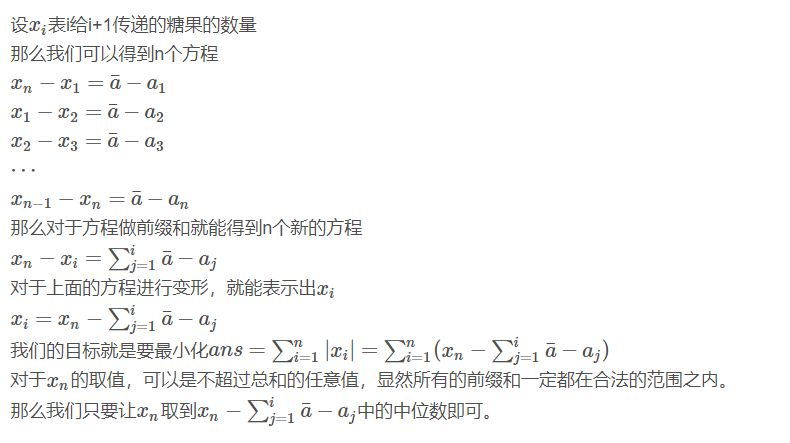 设$x_i$表i给i+1传递的糖果的数量
那么我们可以得到n个方程
$x_n - x_1 = \bar{a} - a_1$
$x_1 - x_2 = \bar{a} - a_2$
$x_2 - x_3 = \bar{a} - a_3$
$\cdots$
$x_{n-1} - x_n = \bar{a} - a_n$
那么对于方程做前缀和就能得到n个新的方程
$x_n - x_i = \sum_{j=1}^{i} \bar{a} - a_j$
对于上面的方程进行变形，就能表示出$x_i$
$x_i = x_n - \sum_{j=1}^{i} \bar{a} - a_j$
我们的目标就是要最小化$ans = \sum_{i=1}^{n} |x_i| = \sum_{i=1}^{n} (x_n - \sum_{j=1}^{i} \bar{a} - a_j)$
对于$x_n$的取值，可以是不超过总和的任意值，显然所有的前缀和一定都在合法的范围之内。
那么我们只要让$x_n$取到$x_n - \sum_{j=1}^{i} \bar{a} - a_j$中的中位数即可。